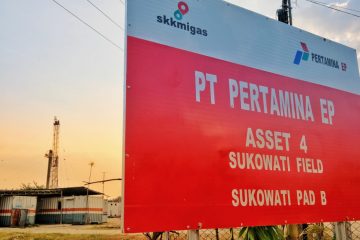 skkmigas
PERTAMINA EP
PT PERTAMINA EP
ASSET 4
SUKOWATI FIELD
SUKOWATI PAD B